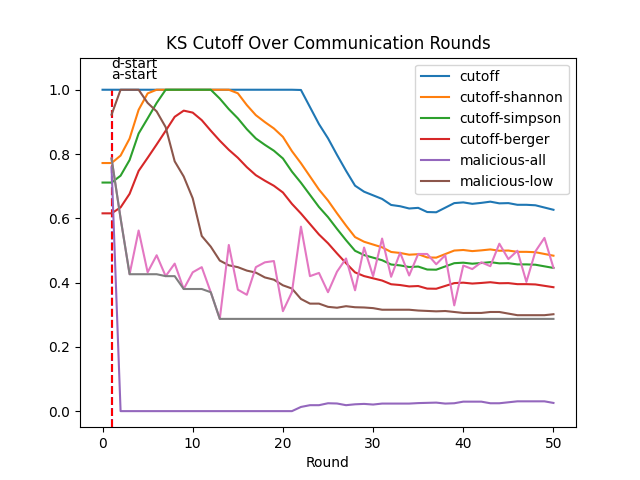 KS Cutoff Over Communication Rounds
d-start
a-start
cutoff
cutoff-shannon
cutoff-simpson
cutoff-berger
malicious-all
malicious-low
1.0
0.8
0.6
0.4
0.2
0.0
0 10 20 30 40 50
Round